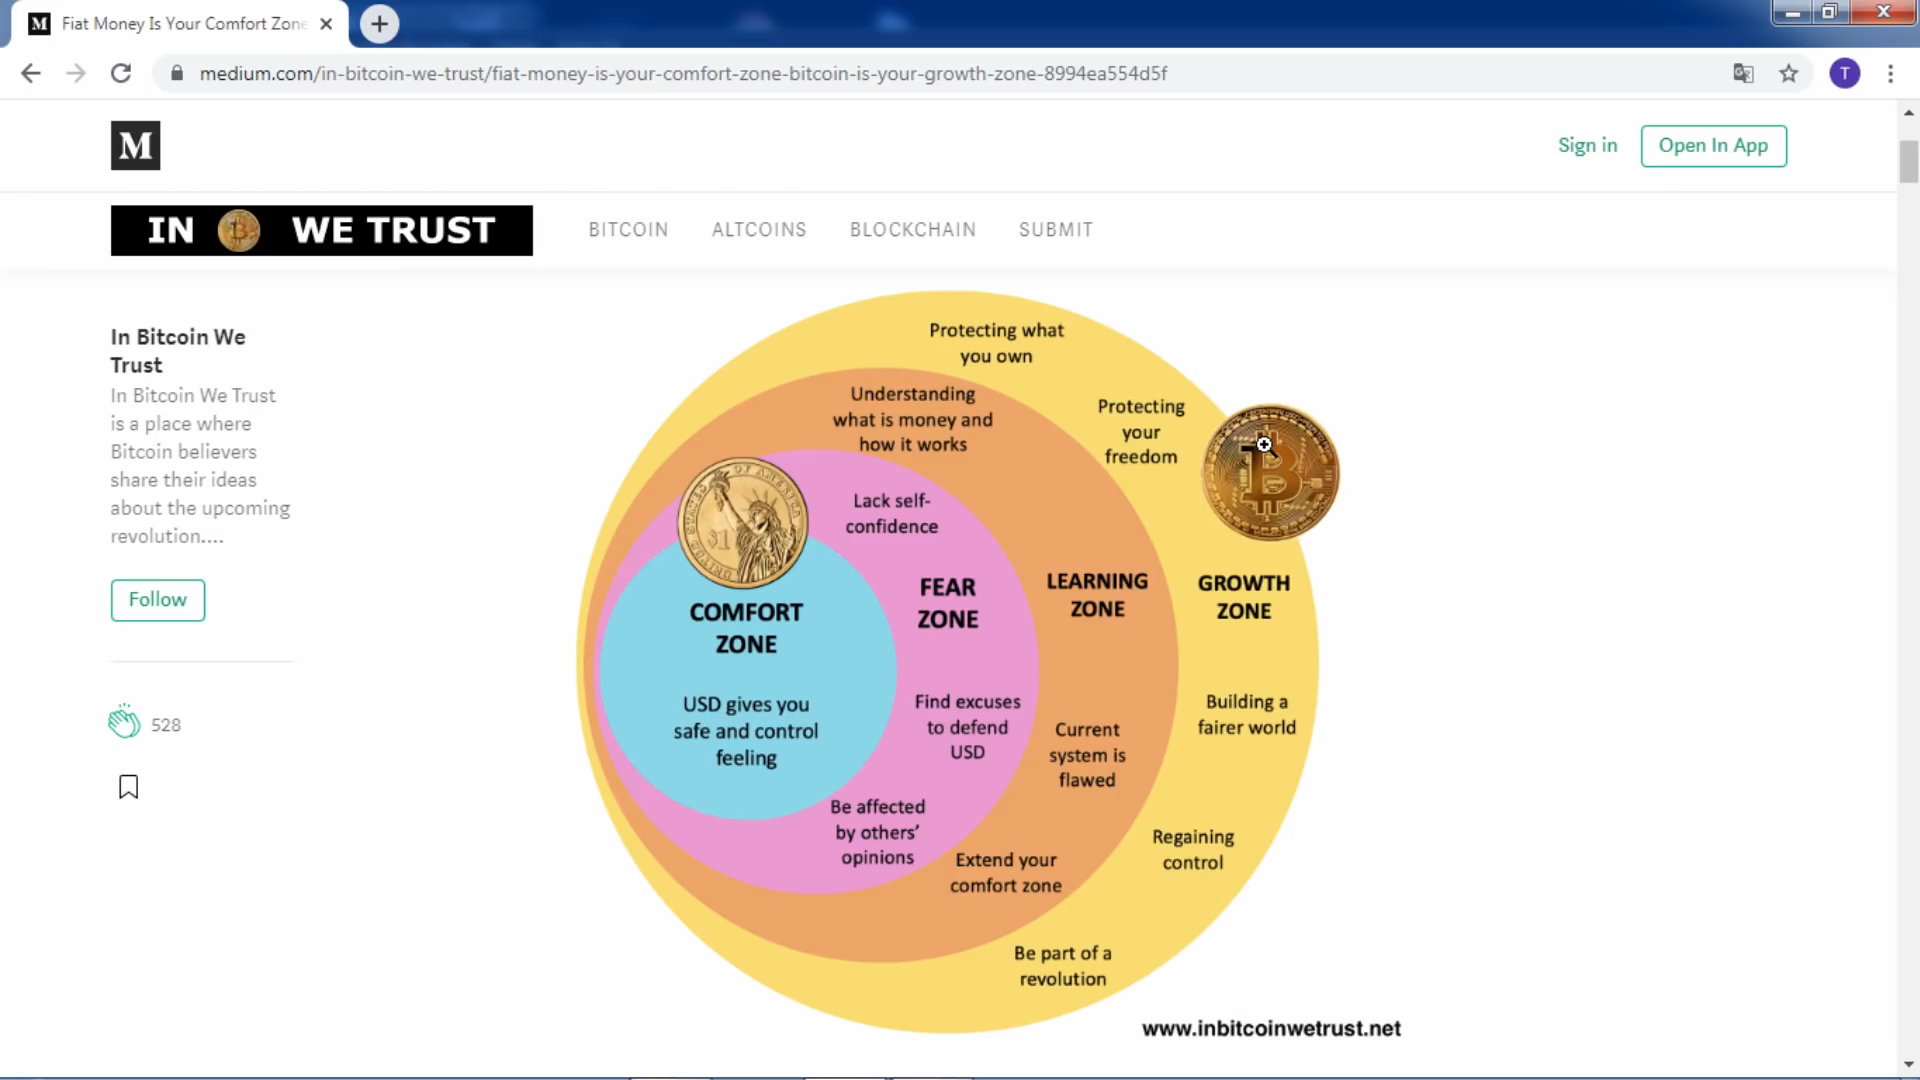 M Fiat Money Is Your Comfort Zone
medium.com/in-bitcoin-we-trust/fiat-money-is-your-comfort-zone-bitcoin-is-your-growth-zone-8994ea554d5f
T
M
Sign in
Open In App
IN B WE TRUST
BITCOIN
ALTCOINS
BLOCKCHAIN
SUBMIT
In Bitcoin We
Trust
In Bitcoin We Trust
is a place where
Bitcoin believers
share their ideas
about the upcoming
revolution....
Follow
528
Protecting what
you own
Understanding
what is money and
how it works
Protecting
your
freedom
Lack self-
confidence
OF AMERICA
UNITED STATES
$1
B
COMFORT
ZONE
FEAR
ZONE
LEARNING
ZONE
GROWTH
ZONE
USD gives you
safe and control
feeling
Find excuses
to defend
USD
Current
system is
flawed
Building a
fairer world
Be affected
by others’
opinions
Extend your
comfort zone
Regaining
control
Be part of a
revolution
www.inbitcoinwetrust.net